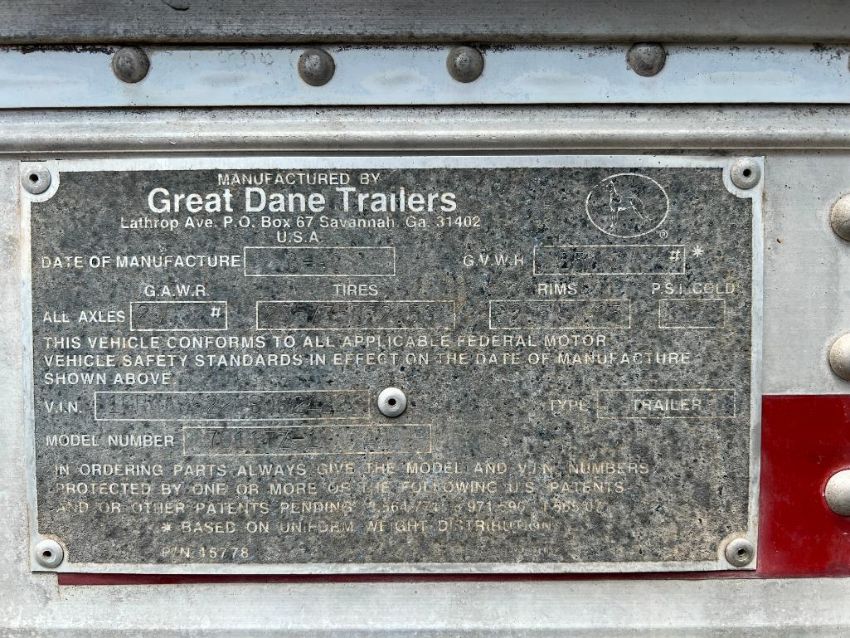 MANUFACTURED BY
Great Dane Trailers
Lathrop Ave. P.O. Box 67 Savannah, Ga. 31402
U.S.A.
®
DATE OF MANUFACTURE
G.V.W.R. # *
G.A.W.R. TIRES RIMS P.S.I. COLD
ALL AXLES #
THIS VEHICLE CONFORMS TO ALL APPLICABLE FEDERAL MOTOR
VEHICLE SAFETY STANDARDS IN EFFECT ON THE DATE OF MANUFACTURE
SHOWN ABOVE.
V.I.N. TYPE TRAILER
MODEL NUMBER
IN ORDERING PARTS ALWAYS GIVE THE MODEL AND V.I.N. NUMBERS
PROTECTED BY ONE OR MORE OF THE FOLLOWING U.S. PATENTS
AND/OR OTHER PATENTS PENDING
* BASED ON UNIFORM WEIGHT DISTRIBUTION
P/N 45778